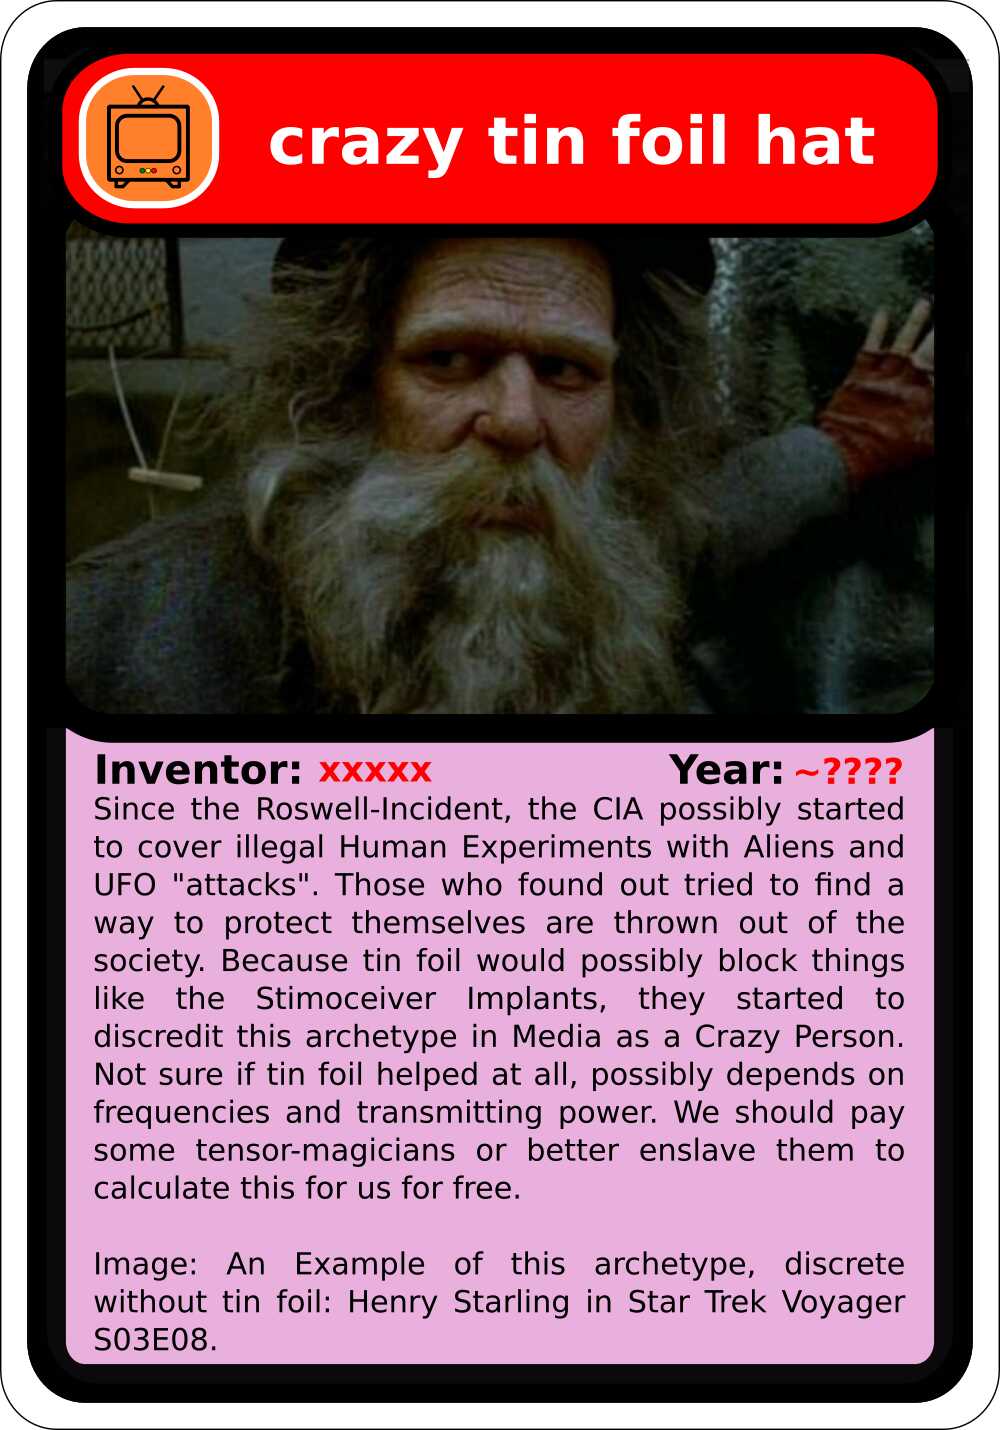 crazy tin foil hat
Inventor: xxxxx Year: ~????
Since the Roswell-Incident, the CIA possibly started
to cover illegal Human Experiments with Aliens and
UFO "attacks". Those who found out tried to find a
way to protect themselves are thrown out of the
society. Because tin foil would possibly block things
like the Stimoceiver Implants, they started to
discredit this archetype in Media as a Crazy Person.
Not sure if tin foil helped at all, possibly depends on
frequencies and transmitting power. We should pay
some tensor-magicians or better enslave them to
calculate this for us for free.
Image: An Example of this archetype, discrete
without tin foil: Henry Starling in Star Trek Voyager
S03E08.